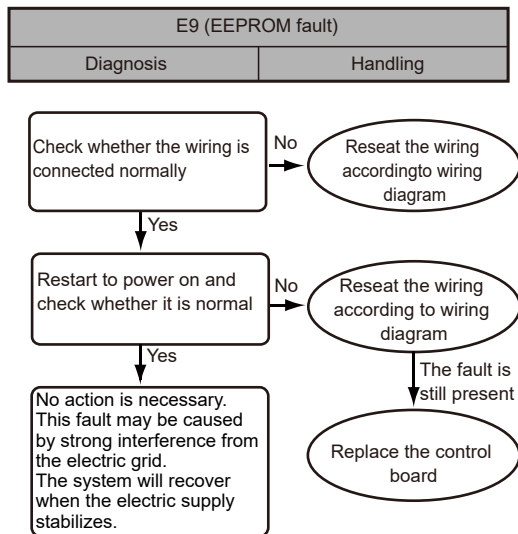 E9 (EEPROM fault)
Diagnosis
Handling
Check whether the wiring is
connected normally
No
Reseat the wiring
accordingto wiring
diagram
Yes
Restart to power on and
check whether it is normal
No
Reseat the wiring
according to wiring
diagram
Yes
The fault is
still present
No action is necessary.
This fault may be caused
by strong interference from
the electric grid.
The system will recover
when the electric supply
stabilizes.
Replace the control
board